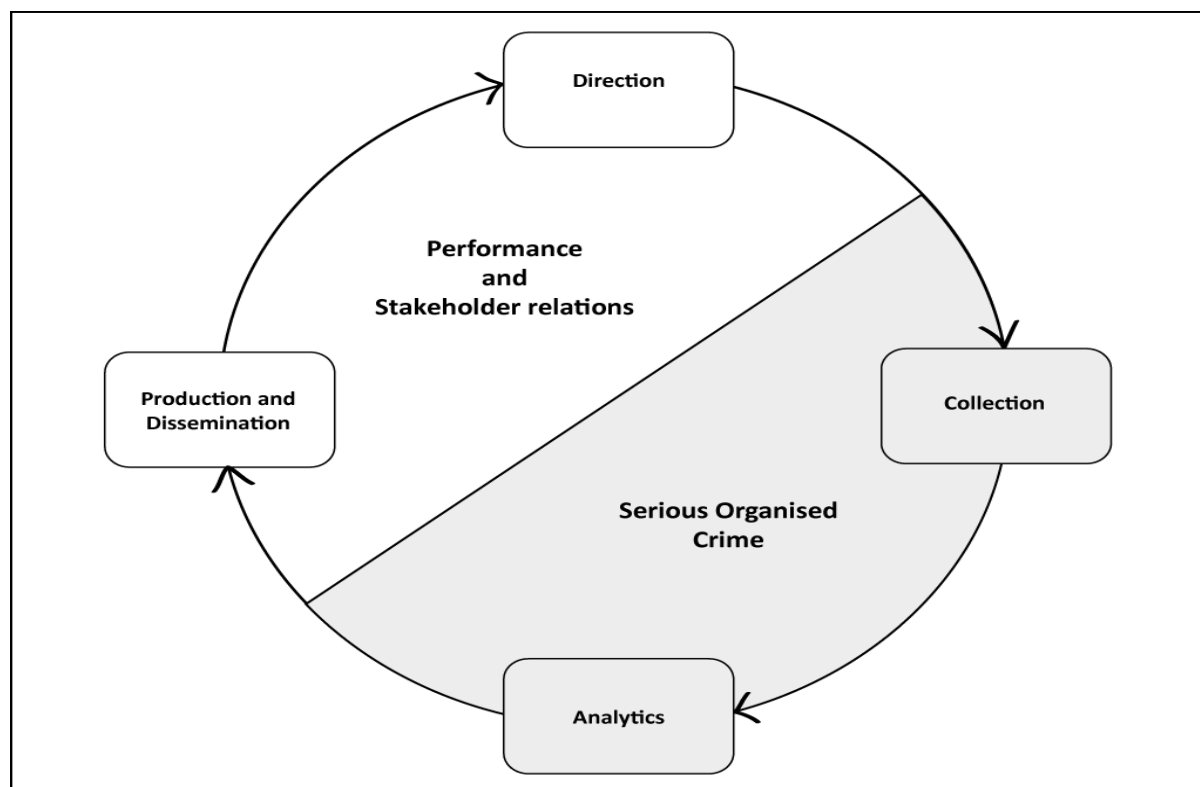 Direction
Performance
and
Stakeholder relations
Production and
Dissemination
Collection
Serious Organised
Crime
Analytics